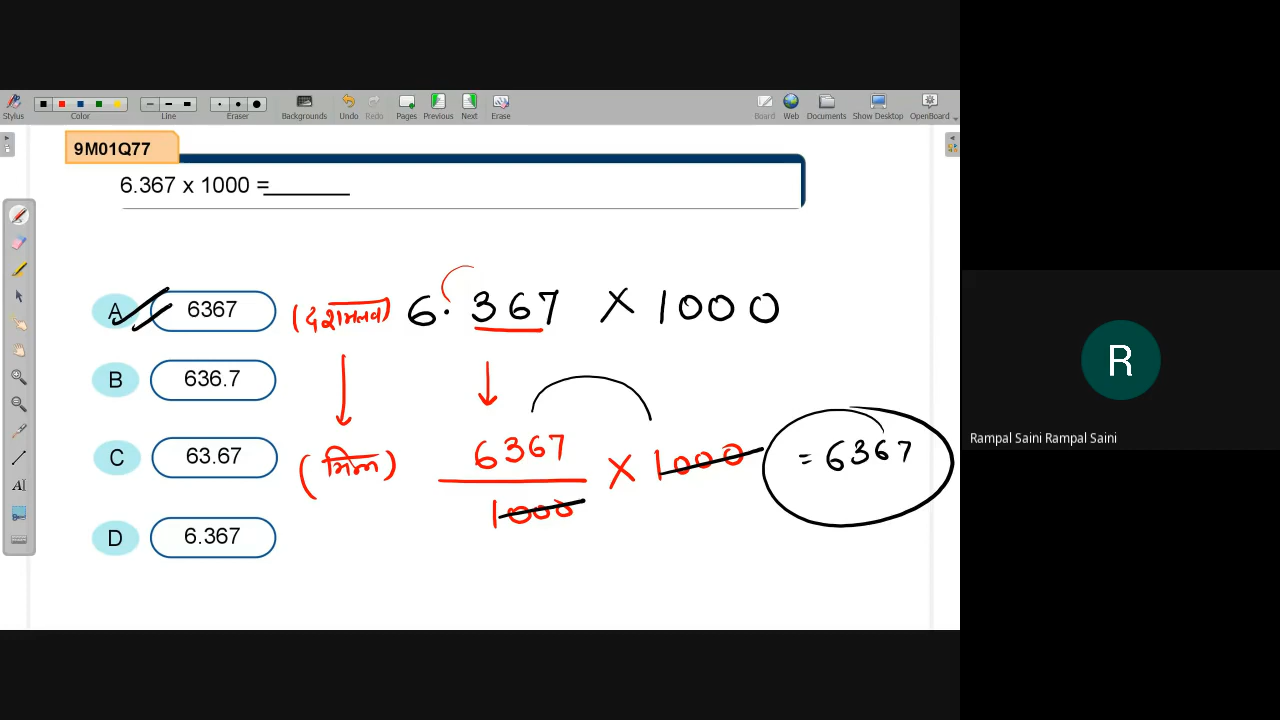 Stylus Color Line Eraser Backgrounds Undo Redo Pages Previous Next Erase Board Web Documents Show Desktop OpenBoard
9M01Q77
6.367 x 1000 =______
A 6367
(दशमलव) 6.367 × 1000
B 636.7
C 63.67
(भिन्न) 6367/1000 × 1000 = 6367
D 6.367
R
Rampal Saini Rampal Saini